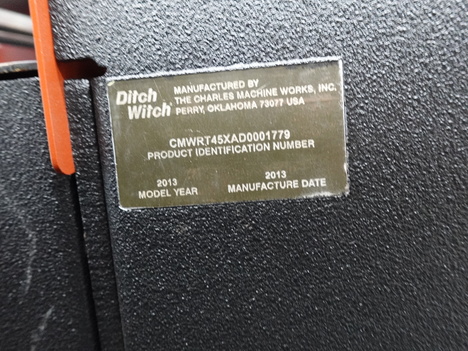 Ditch Witch
MANUFACTURED BY
THE CHARLES MACHINE WORKS, INC.
PERRY, OKLAHOMA 73077 USA
CMWRT45XAD0001779
PRODUCT IDENTIFICATION NUMBER
2013
MODEL YEAR
2013
MANUFACTURE DATE